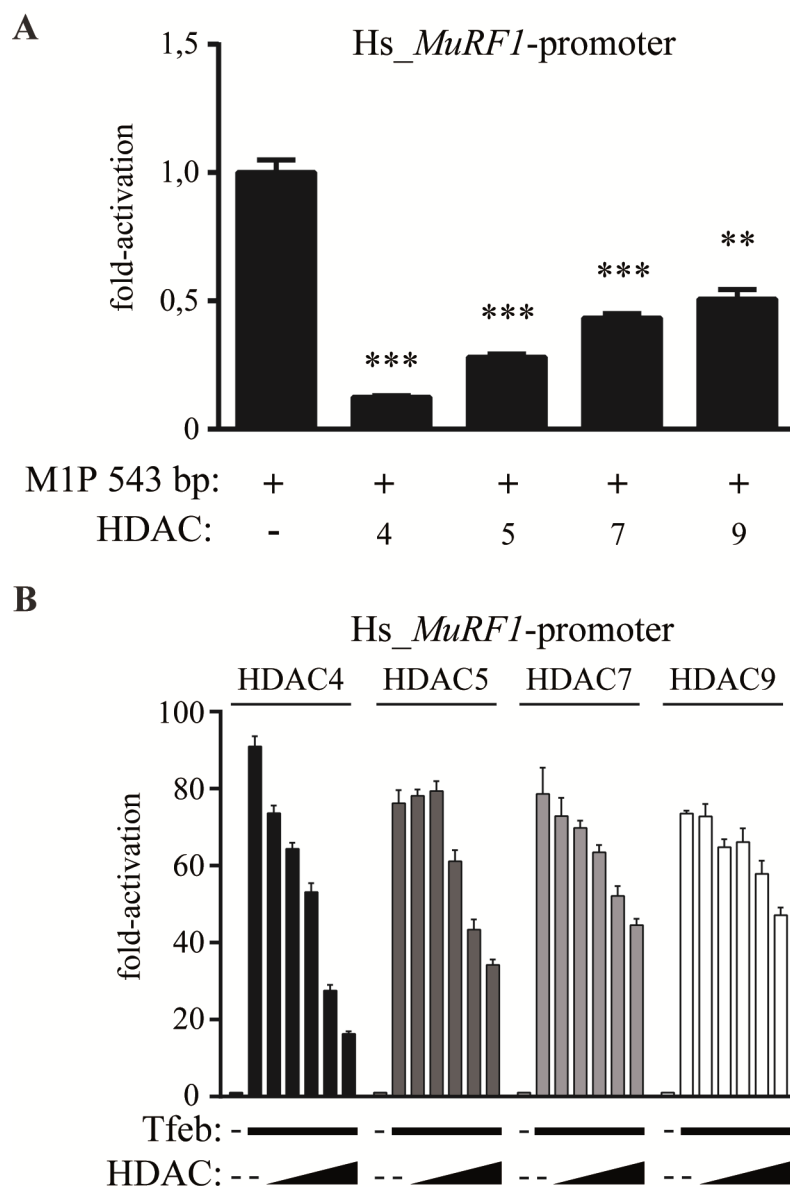 A
Hs_MuRF1-promoter
fold-activation
1,5
1,0
0,5
0
***
***
***
**
M1P 543 bp: + + + + +
HDAC: - 4 5 7 9
B
Hs_MuRF1-promoter
HDAC4 HDAC5 HDAC7 HDAC9
fold-activation
100
80
60
40
20
0
Tfeb: - - - -
HDAC: -- -- -- --